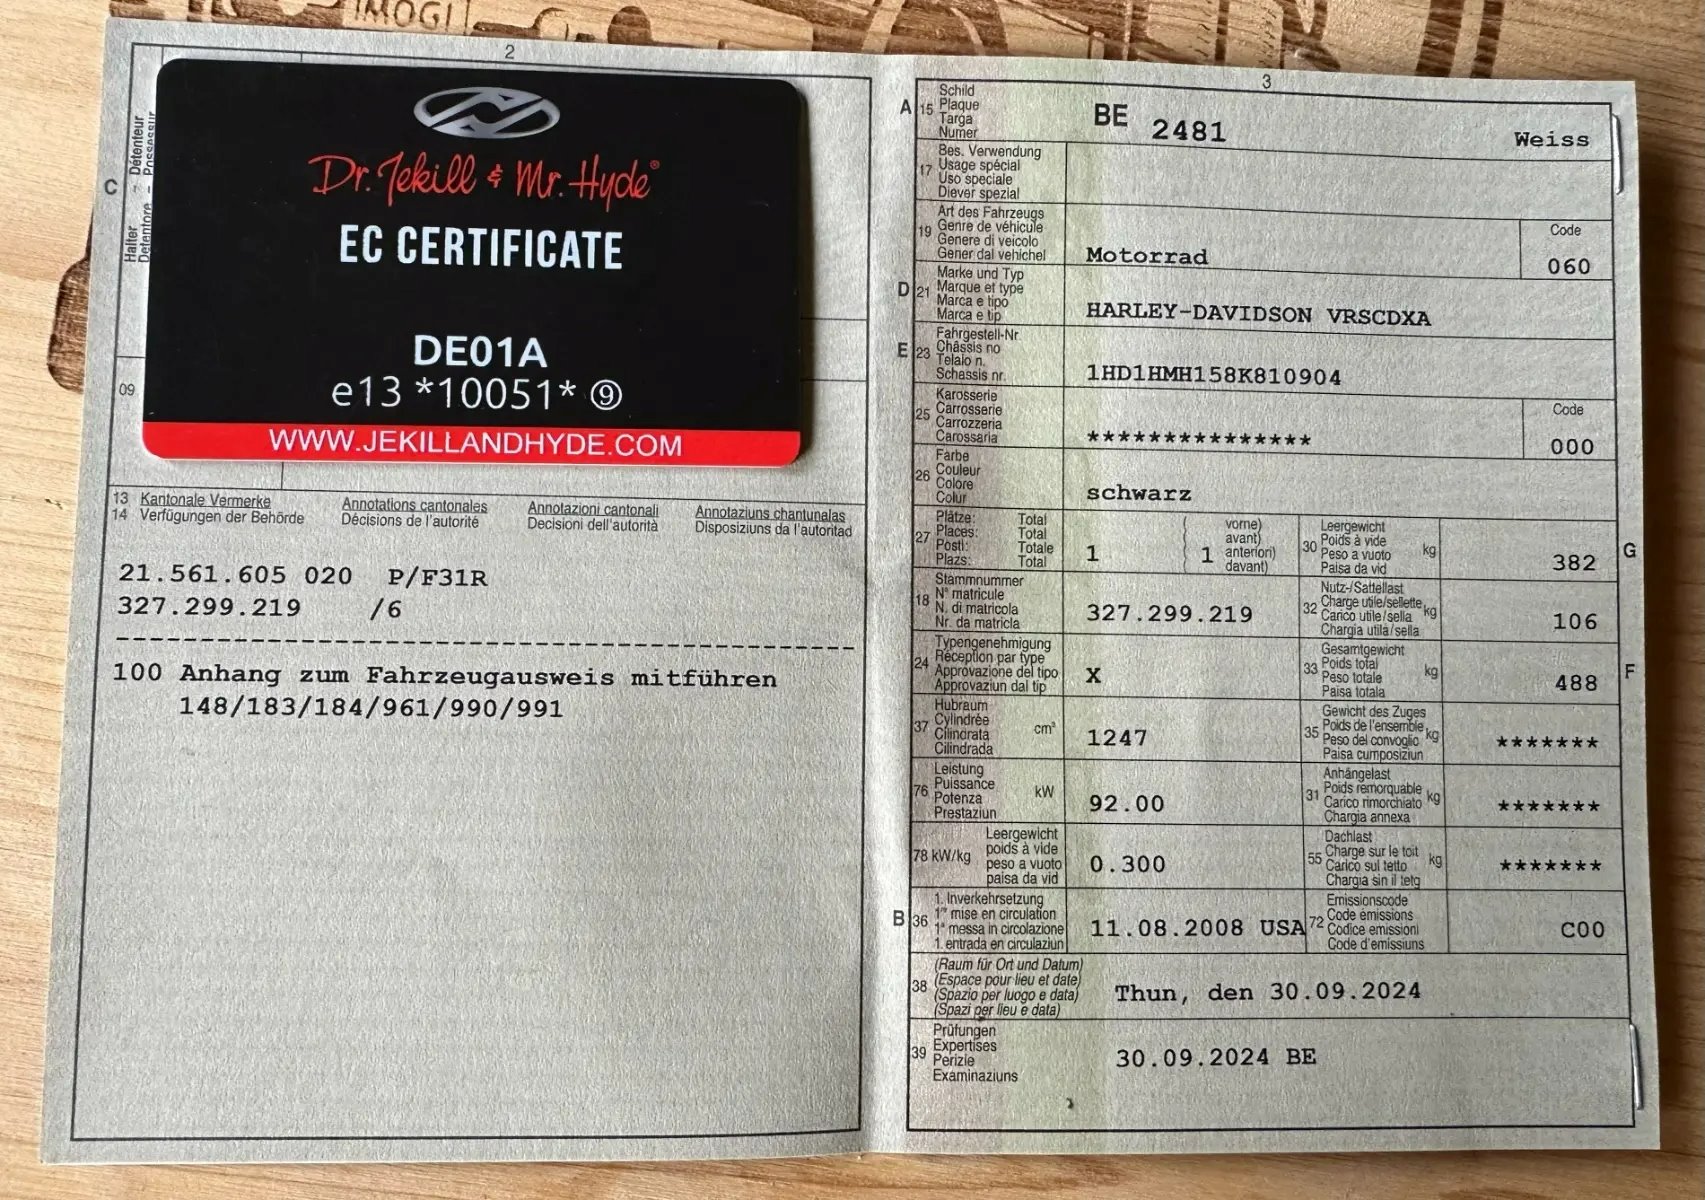 IMOGI
2
Halter - Détenteur
Detentore - Possessur
C
Dr. Jekill & Mr. Hyde®
EC CERTIFICATE
DE01A
e13 *10051* ⑨
WWW.JEKILLANDHYDE.COM
09
13 Kantonale Vermerke Annotations cantonales Annotazioni cantonali Annotaziuns chantunalas
14 Verfügungen der Behörde Décisions de l'autorité Decisioni dell'autorità Disposiziuns da l'autoritad
21.561.605 020 P/F31R
327.299.219 /6
100 Anhang zum Fahrzeugausweis mitführen
148/183/184/961/990/991
3
A 15 Schild
Plaque
Targa
Numer
BE 2481 Weiss
17 Bes. Verwendung
Usage spécial
Uso speciale
Diever spezial
19 Art des Fahrzeugs
Genre de véhicule
Genere di veicolo
Gener dal vehichel
Motorrad
Code
060
D 21 Marke und Typ
Marque et type
Marca e tipo
Marca e tip
HARLEY-DAVIDSON VRSCDXA
E 23 Fahrgestell-Nr.
Châssis no
Telaio n.
Schassis nr.
1HD1HMH158K810904
25 Karosserie
Carrosserie
Carrozzeria
Carossaria
***************
Code
000
26 Farbe
Couleur
Colore
Colur
schwarz
27 Plätze: Total
Places: Total
Posti: Totale
Plazs: Total
1 ( 1 vorne)
avant)
anteriori)
davant)
30 Leergewicht
Poids à vide
Peso a vuoto
Paisa da vid
kg
382
G
18 Stammnummer
N° matricule
N. di matricola
Nr. da matricla
327.299.219
32 Nutz-/Sattellast
Charge utile/sellette
Carico utile/sella
Chargia utila/sella
kg
106
24 Typengenehmigung
Réception par type
Approvazione del tipo
Approvaziun dal tip
X
33 Gesamtgewicht
Poids total
Peso totale
Paisa totala
kg
488
F
37 Hubraum
Cylindrée
Cilindrata
Cilindrada
cm³
1247
35 Gewicht des Zuges
Poids de l'ensemble
Peso del convoglio
Paisa cumposiziun
kg
*******
76 Leistung
Puissance
Potenza
Prestaziun
kW
92.00
31 Anhängelast
Poids remorquable
Carico rimorchiato
Chargia annexa
kg
*******
78 kW/kg Leergewicht
poids à vide
peso a vuoto
paisa da vid
0.300
55 Dachlast
Charge sur le toit
Carico sul tetto
Chargia sin il tetg
kg
*******
B 36 1. Inverkehrsetzung
1re mise en circulation
1a messa in circolazione
1. entrada en circulaziun
11.08.2008 USA
72 Emissionscode
Code émissions
Codice emissioni
Code d'emissiuns
C00
38 (Raum für Ort und Datum)
(Espace pour lieu et date)
(Spazio per luogo e data)
(Spazi per lieu e data)
Thun, den 30.09.2024
39 Prüfungen
Expertises
Perizie
Examinaziuns
30.09.2024 BE